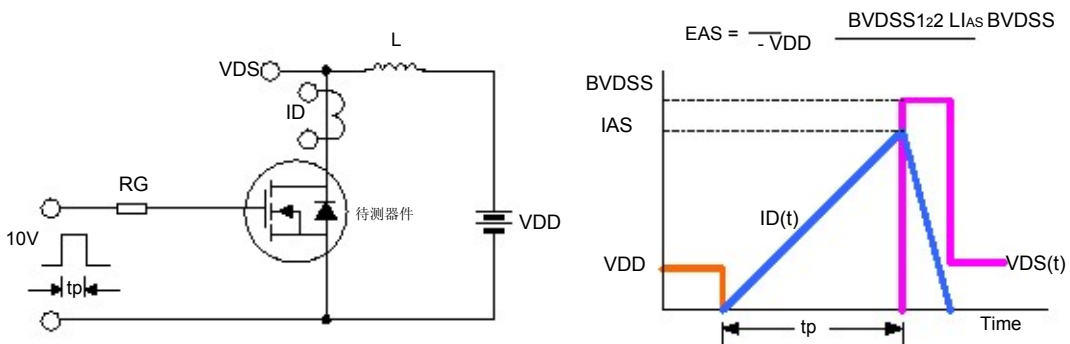 L
VDS
ID
RG
10V
tp
待测器件
VDD
EAS = BVDSS122 LIAS BVDSS
- VDD
BVDSS
IAS
ID(t)
VDD
VDS(t)
tp
Time